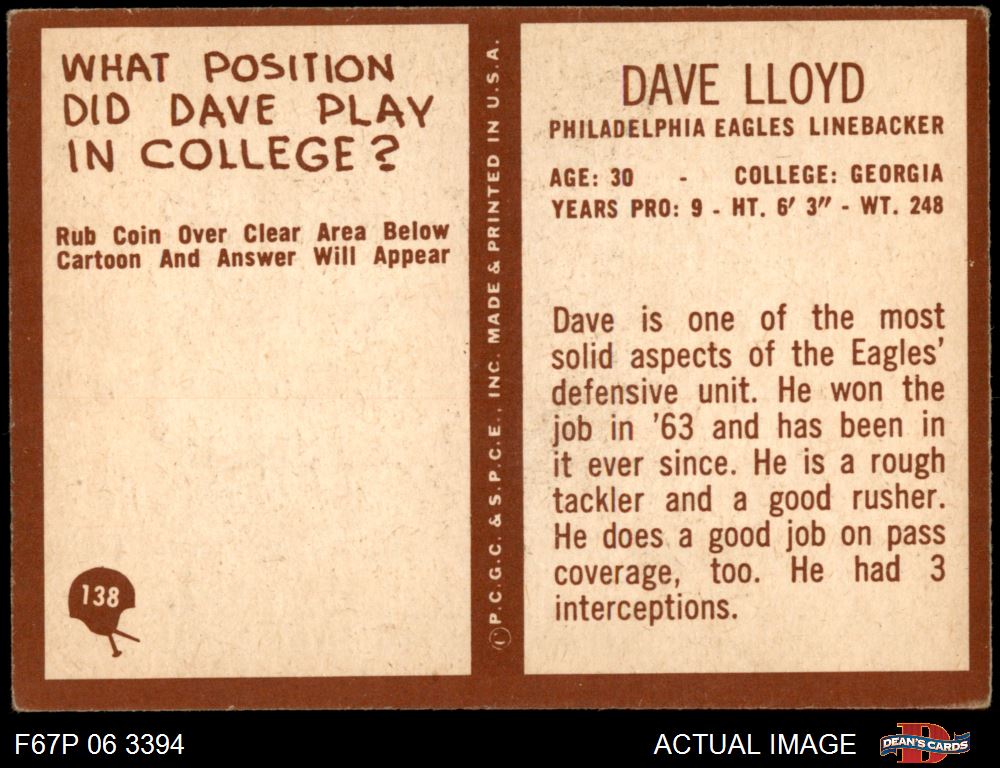 WHAT POSITION
DID DAVE PLAY
IN COLLEGE?
Rub Coin Over Clear Area Below
Cartoon And Answer Will Appear
138
©P.C.G.C. & S.P.C.E., INC. MADE & PRINTED IN U.S.A.
DAVE LLOYD
PHILADELPHIA EAGLES LINEBACKER
AGE: 30 - COLLEGE: GEORGIA
YEARS PRO: 9 - HT. 6' 3" - WT. 248
Dave is one of the most
solid aspects of the Eagles'
defensive unit. He won the
job in '63 and has been in
it ever since. He is a rough
tackler and a good rusher.
He does a good job on pass
coverage, too. He had 3
interceptions.
F67P 06 3394
ACTUAL IMAGE
D
DEAN'S CARDS